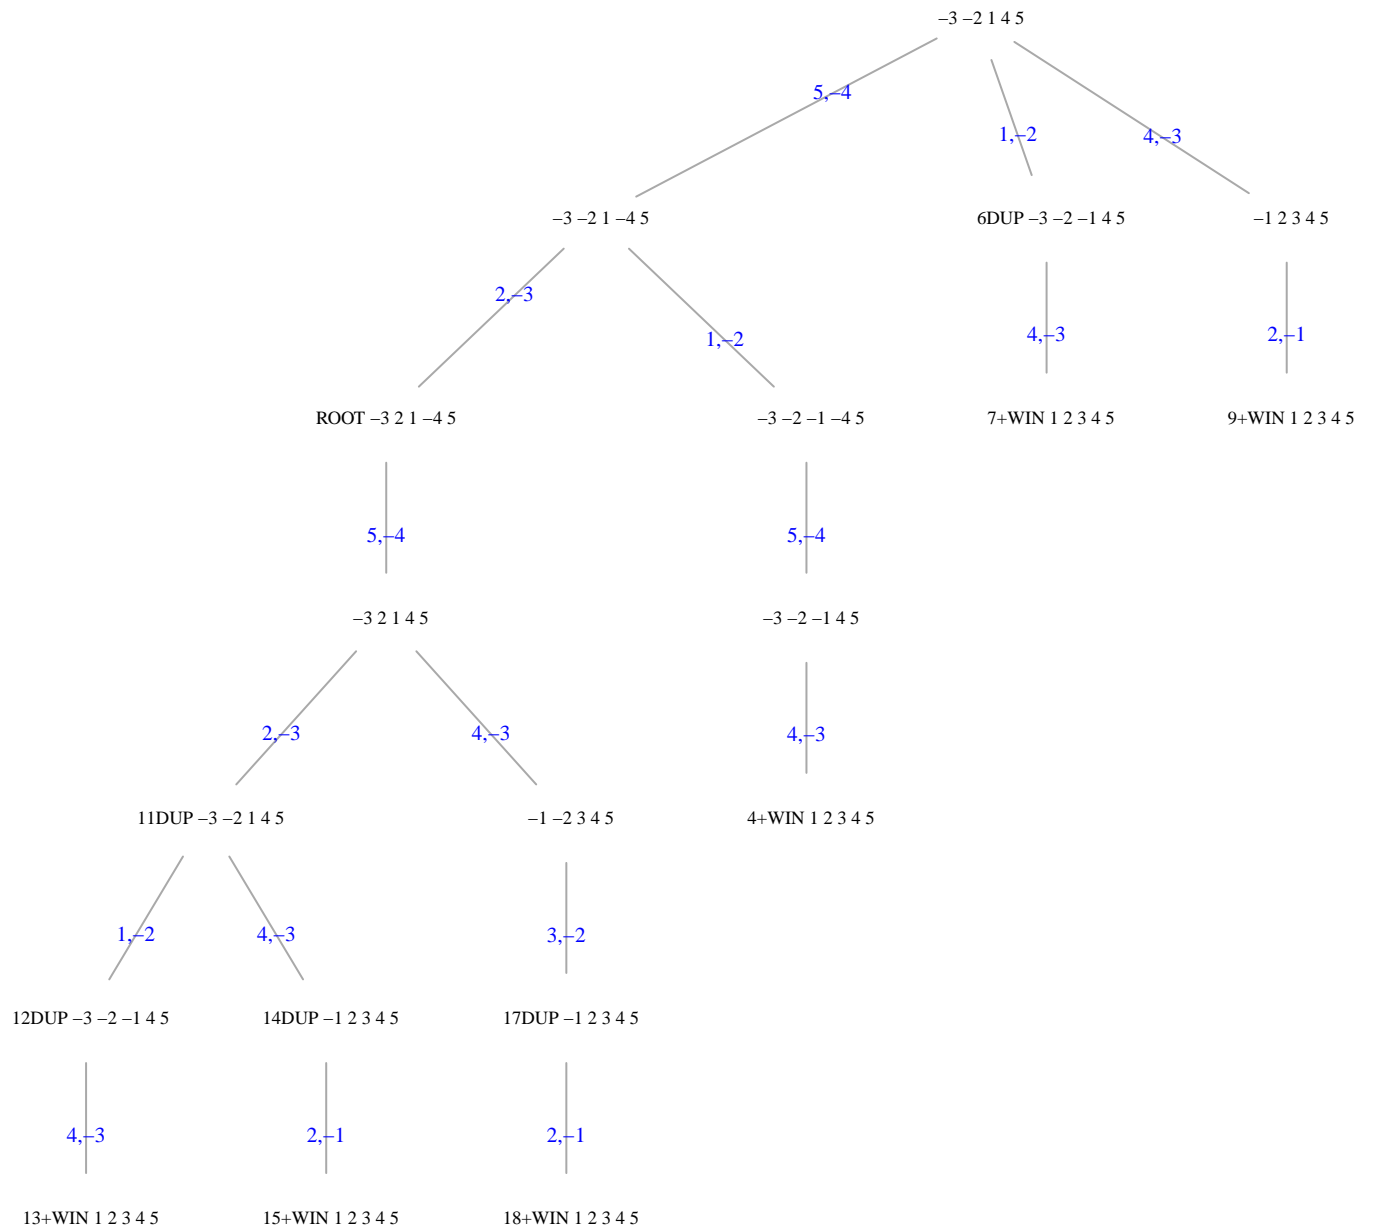 −3 −2 1 4 5
5,−4
1,−2
4,−3
−3 −2 1 −4 5
6DUP −3 −2 −1 4 5
−1 2 3 4 5
2,−3
1,−2
4,−3
2,−1
ROOT −3 2 1 −4 5
−3 −2 −1 −4 5
7+WIN 1 2 3 4 5
9+WIN 1 2 3 4 5
5,−4
5,−4
−3 2 1 4 5
−3 −2 −1 4 5
2,−3
4,−3
4,−3
11DUP −3 −2 1 4 5
−1 −2 3 4 5
4+WIN 1 2 3 4 5
1,−2
4,−3
3,−2
12DUP −3 −2 −1 4 5
14DUP −1 2 3 4 5
17DUP −1 2 3 4 5
4,−3
2,−1
2,−1
13+WIN 1 2 3 4 5
15+WIN 1 2 3 4 5
18+WIN 1 2 3 4 5